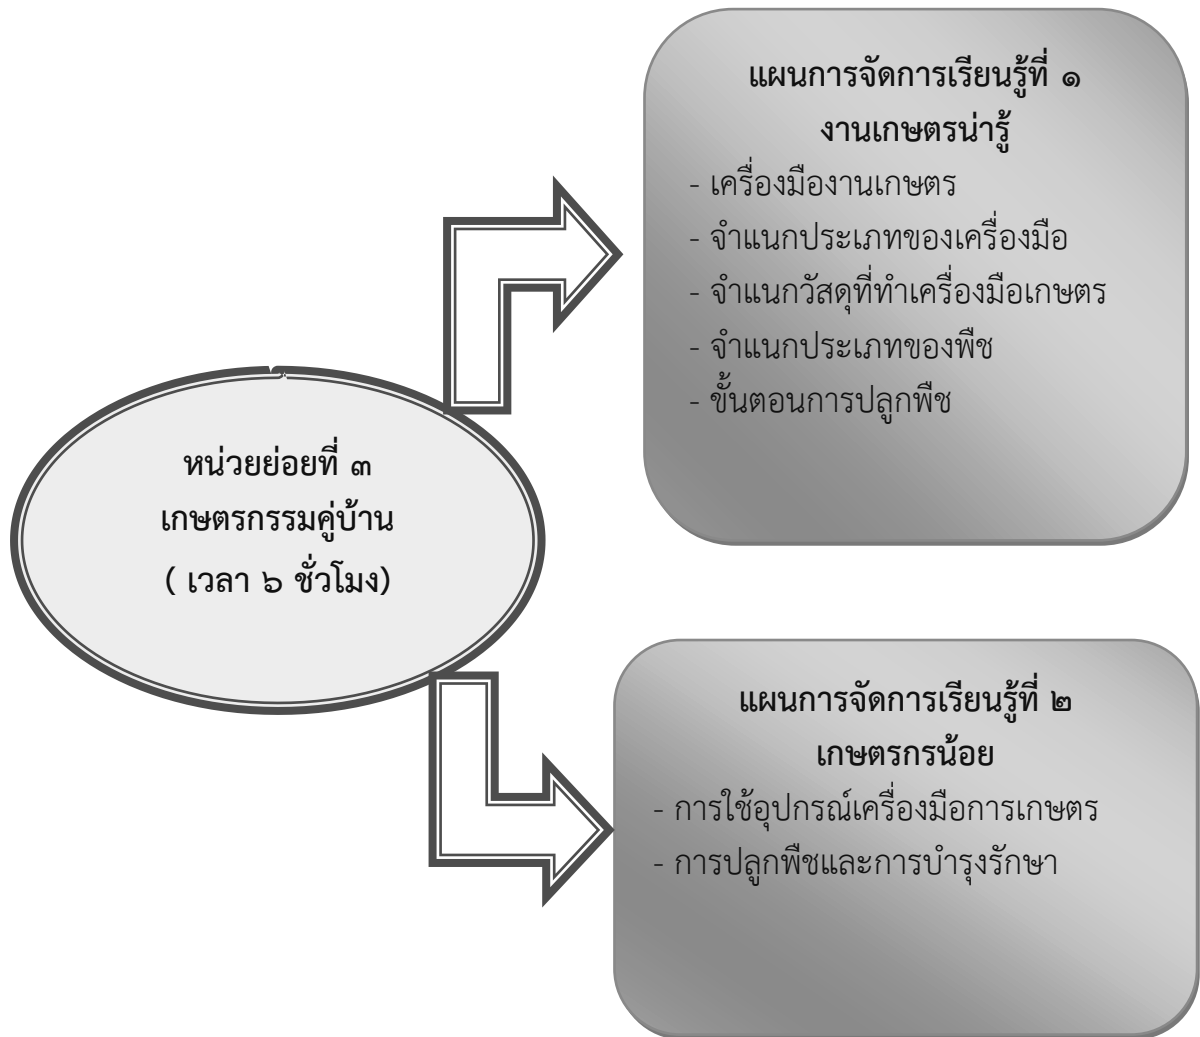 แผนการจัดการเรียนรู้ที่ ๑
งานเกษตรน่ารู้
- เครื่องมืองานเกษตร
- จำแนกประเภทของเครื่องมือ
- จำแนกวัสดุที่ทำเครื่องมือเกษตร
- จำแนกประเภทของพืช
- ขั้นตอนการปลูกพืช
หน่วยย่อยที่ ๓
เกษตรกรรมคู่บ้าน
( เวลา ๖ ชั่วโมง)
แผนการจัดการเรียนรู้ที่ ๒
เกษตรกรน้อย
- การใช้อุปกรณ์เครื่องมือการเกษตร
- การปลูกพืชและการบำรุงรักษา